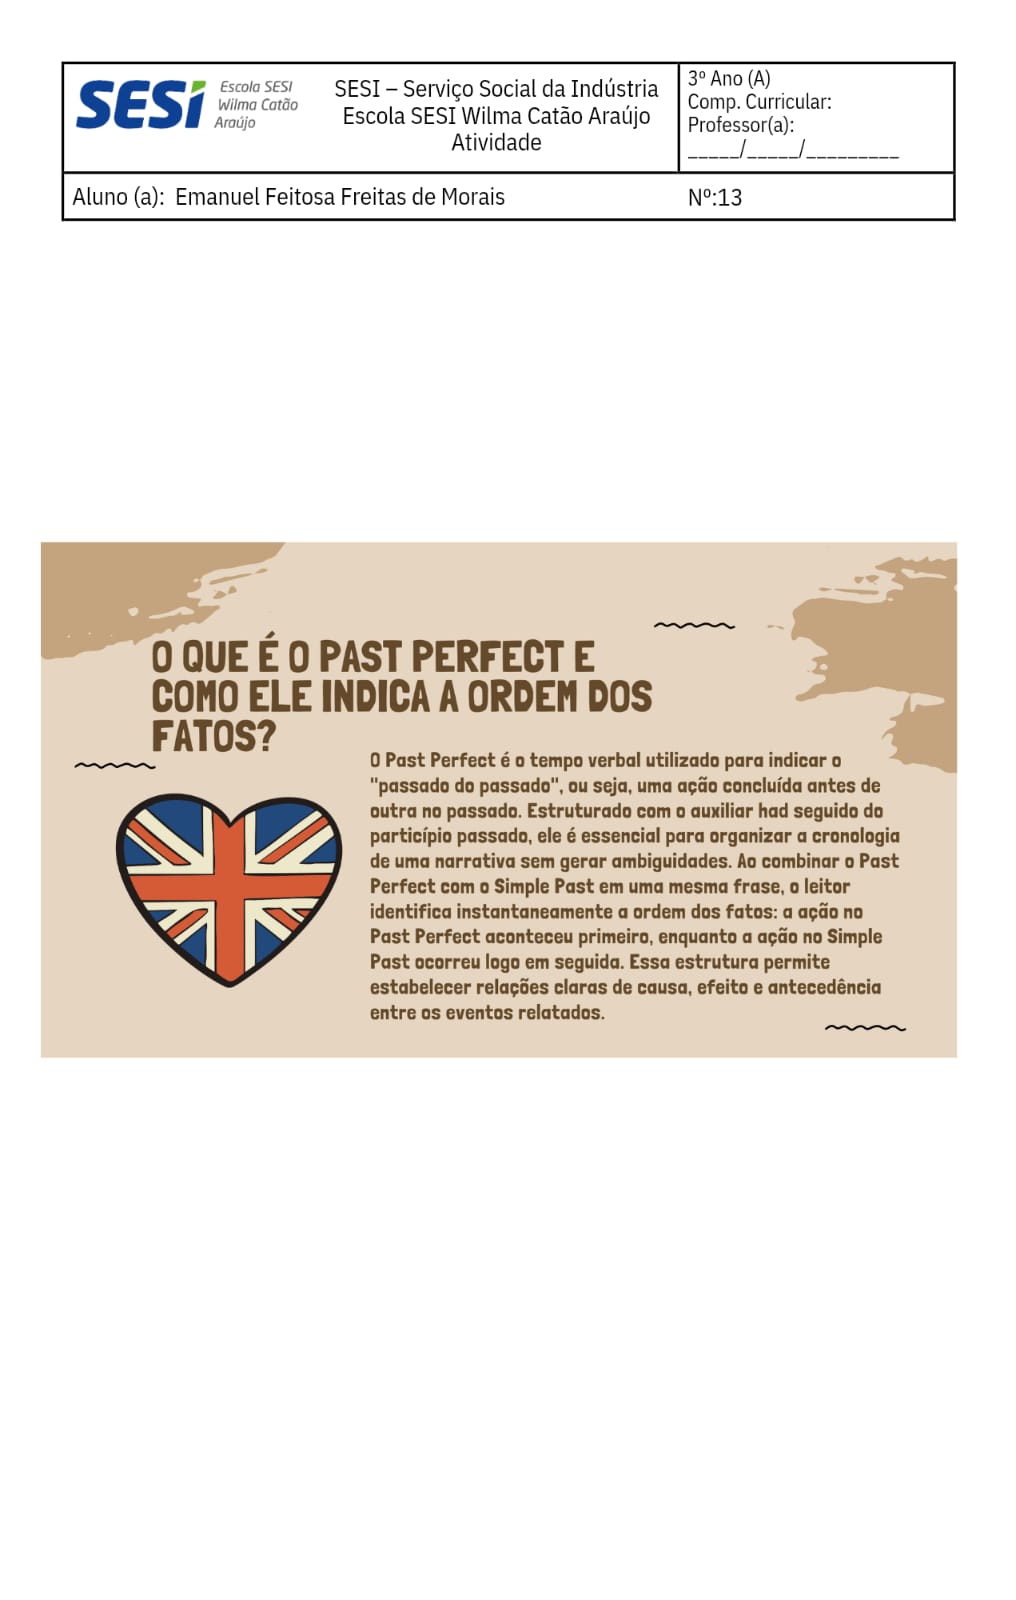 SESI
Escola SESI
Wilma Catão
Araújo
SESI – Serviço Social da Indústria
Escola SESI Wilma Catão Araújo
Atividade
3º Ano (A)
Comp. Curricular:
Professor(a):
_____/_____/_________
Aluno (a): Emanuel Feitosa Freitas de Morais
Nº:13
O QUE É O PAST PERFECT E
COMO ELE INDICA A ORDEM DOS
FATOS?
O Past Perfect é o tempo verbal utilizado para indicar o
"passado do passado", ou seja, uma ação concluída antes de
outra no passado. Estruturado com o auxiliar had seguido do
particípio passado, ele é essencial para organizar a cronologia
de uma narrativa sem gerar ambiguidades. Ao combinar o Past
Perfect com o Simple Past em uma mesma frase, o leitor
identifica instantaneamente a ordem dos fatos: a ação no
Past Perfect aconteceu primeiro, enquanto a ação no Simple
Past ocorreu logo em seguida. Essa estrutura permite
estabelecer relações claras de causa, efeito e antecedência
entre os eventos relatados.